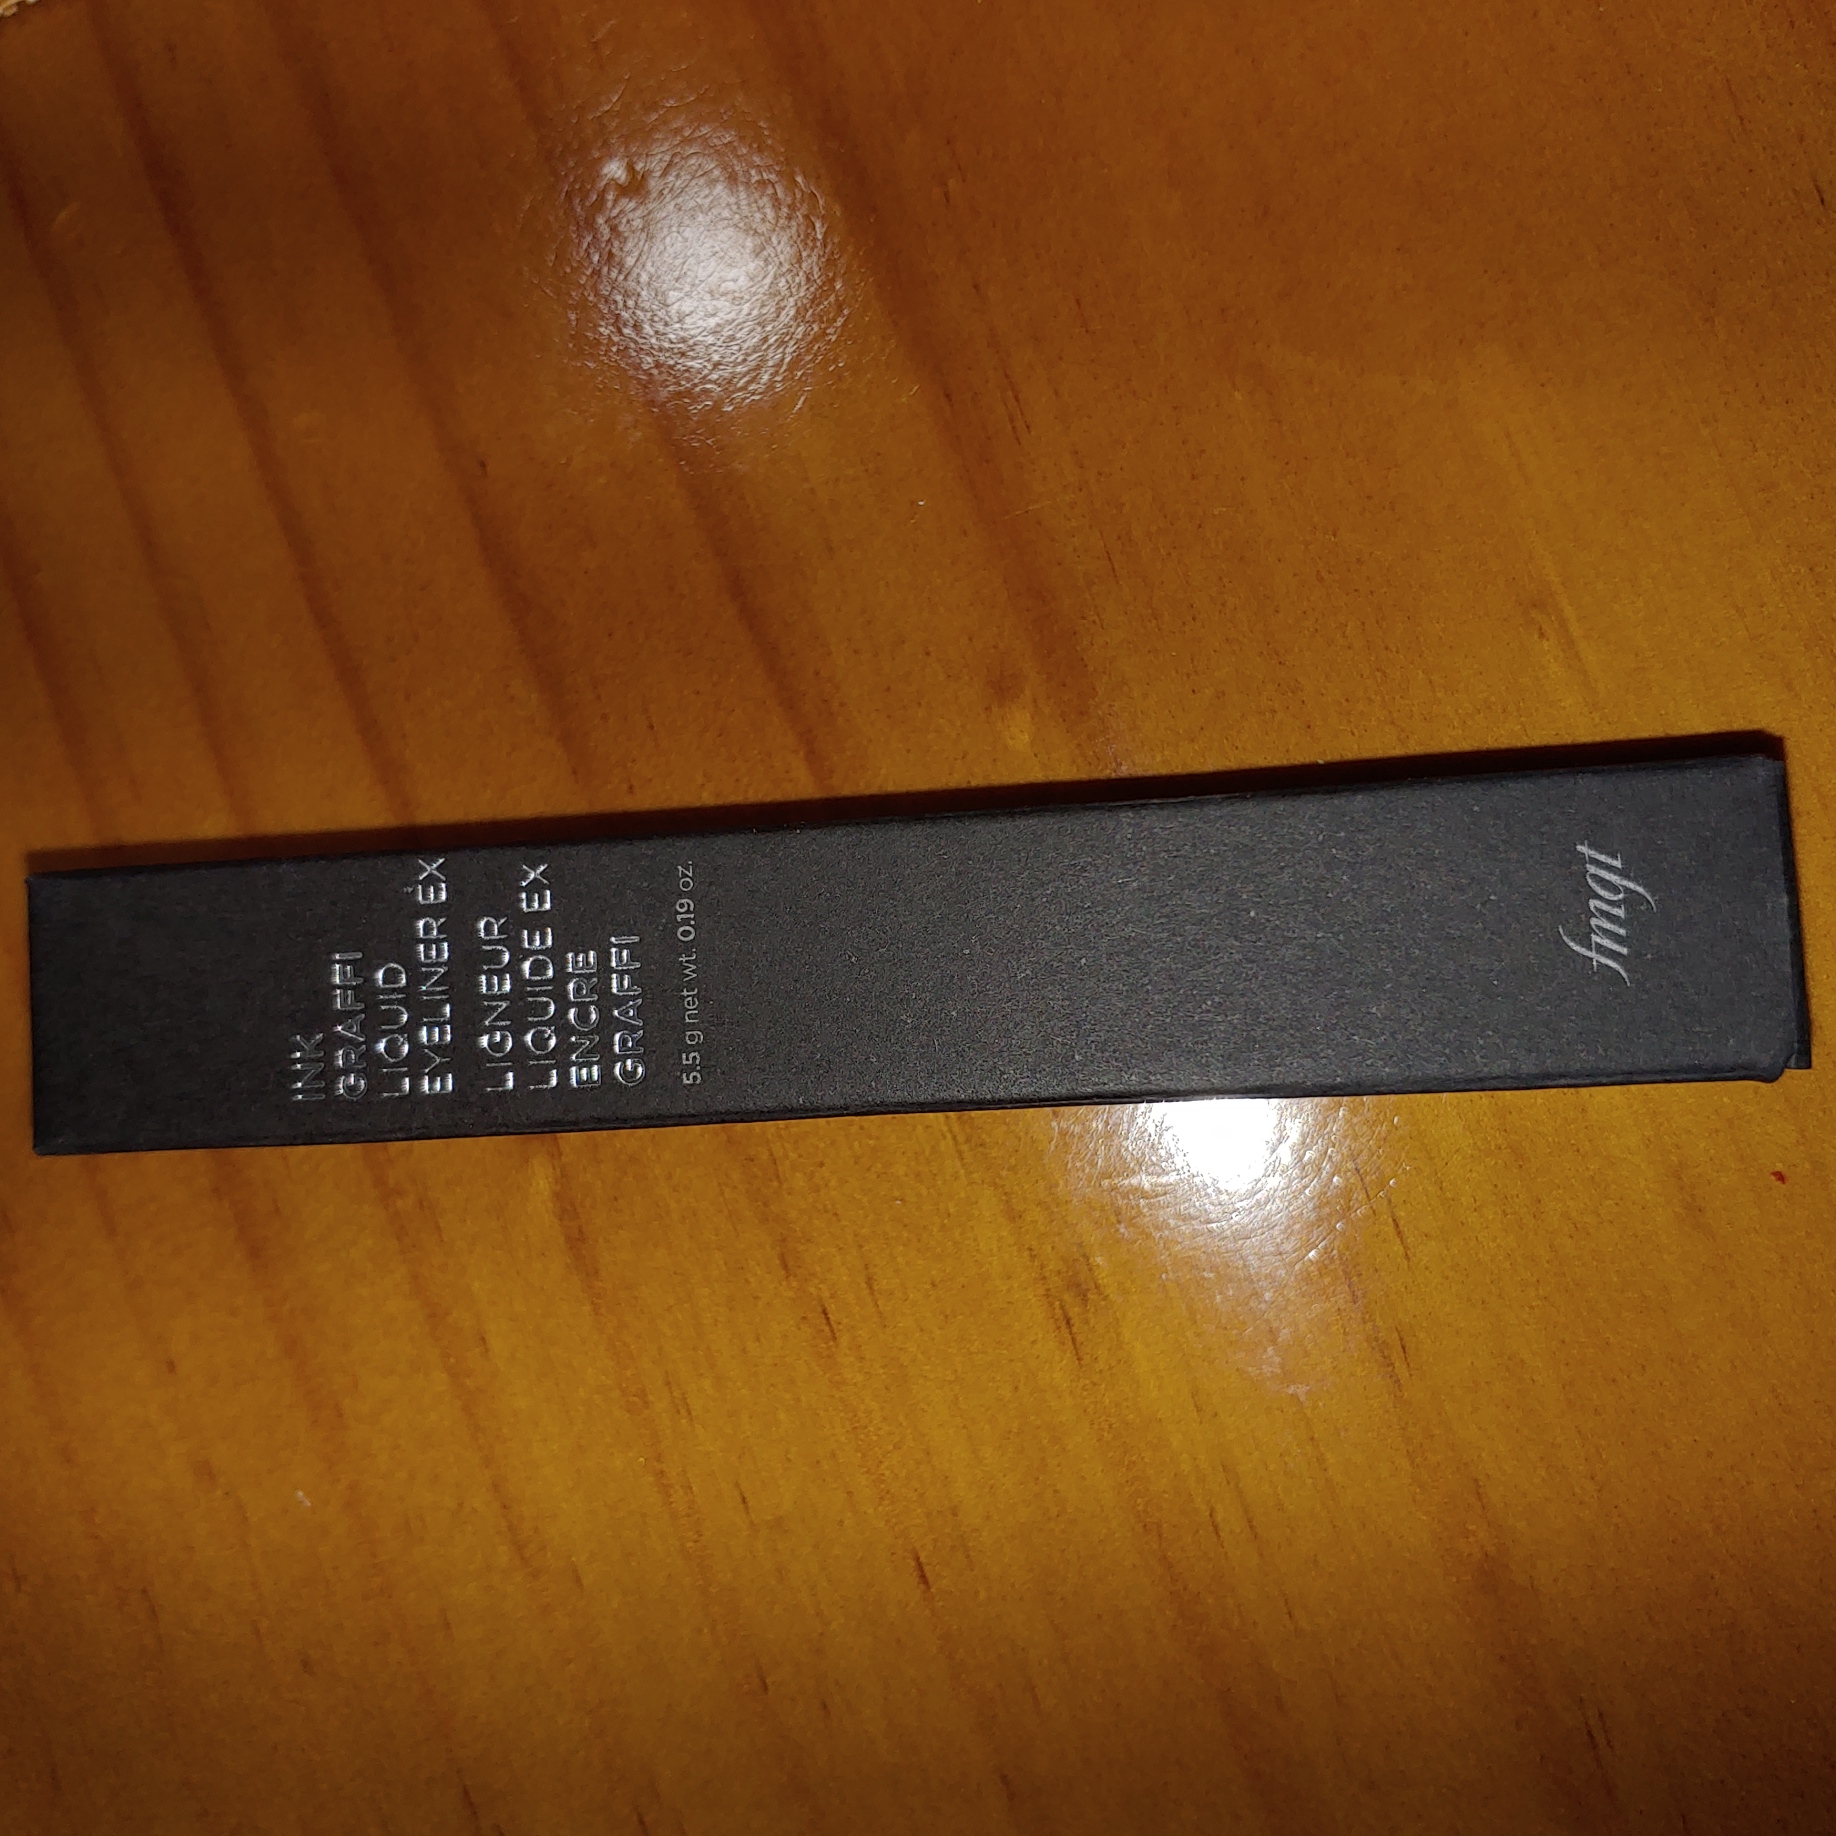 INK
GRAFFI
LIQUID
EYELINER EX
LIGNEUR
LIQUIDE EX
ENCRE
GRAFFI
5.5 g net wt. 0.19 oz.
fmgt